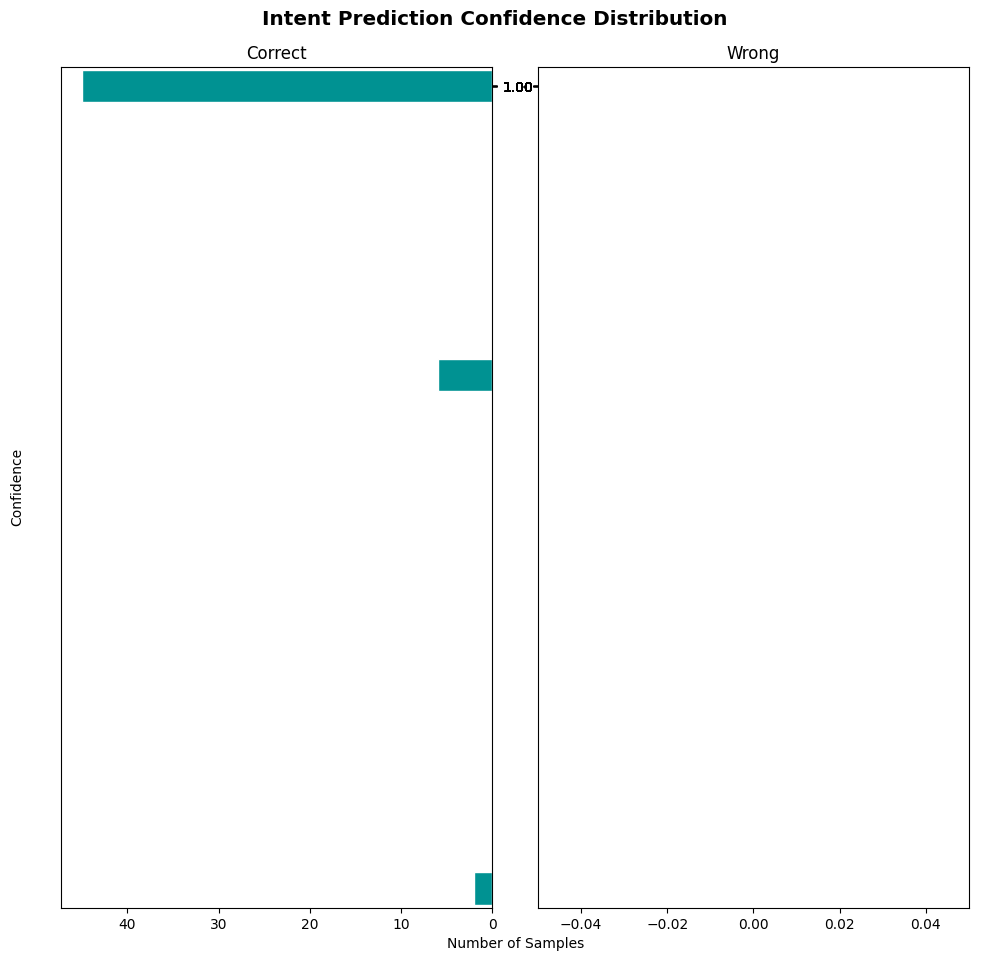 Intent Prediction Confidence Distribution
Correct
Wrong
1.00
Confidence
40 30 20 10 0
−0.04 −0.02 0.00 0.02 0.04
Number of Samples